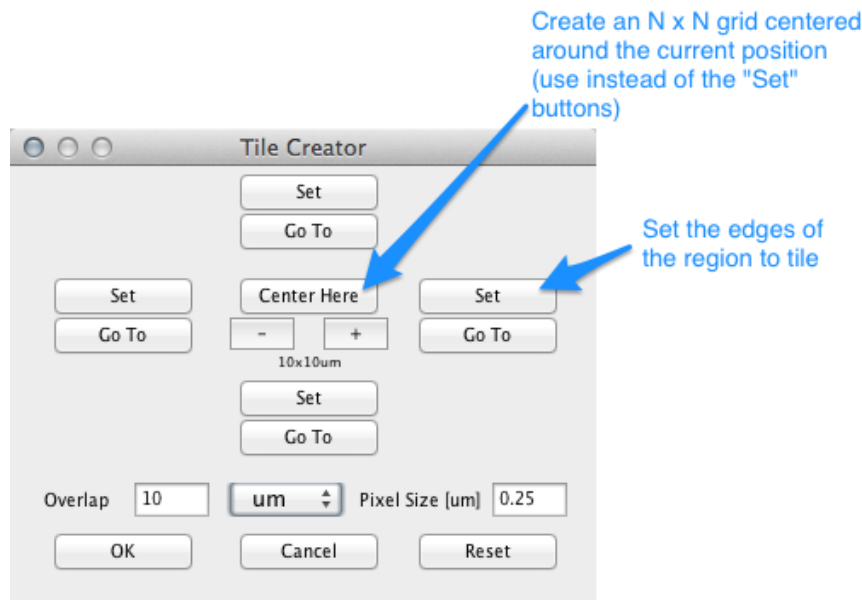 Create an N x N grid centered
around the current position
(use instead of the "Set"
buttons)
Tile Creator
Set
Go To
Set the edges of
the region to tile
Set
Center Here
Set
Go To
-
+
Go To
10x10um
Set
Go To
Overlap 10 um Pixel Size [um] 0.25
OK Cancel Reset